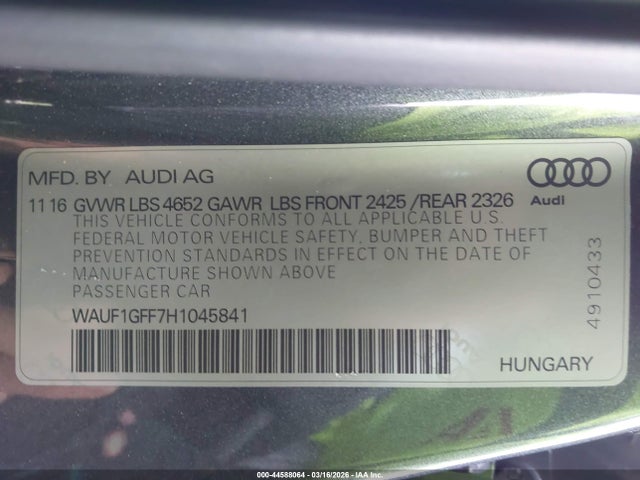 MFD. BY AUDI AG
11 16 GVWR LBS 4652 GAWR LBS FRONT 2425 /REAR 2326
THIS VEHICLE CONFORMS TO ALL APPLICABLE U.S.
FEDERAL MOTOR VEHICLE SAFETY, BUMPER AND THEFT
PREVENTION STANDARDS IN EFFECT ON THE DATE OF
MANUFACTURE SHOWN ABOVE
PASSENGER CAR
WAUF1GFF7H1045841
Audi
4910433
HUNGARY
000-44588064 - 03/16/2026 - COPART IAA